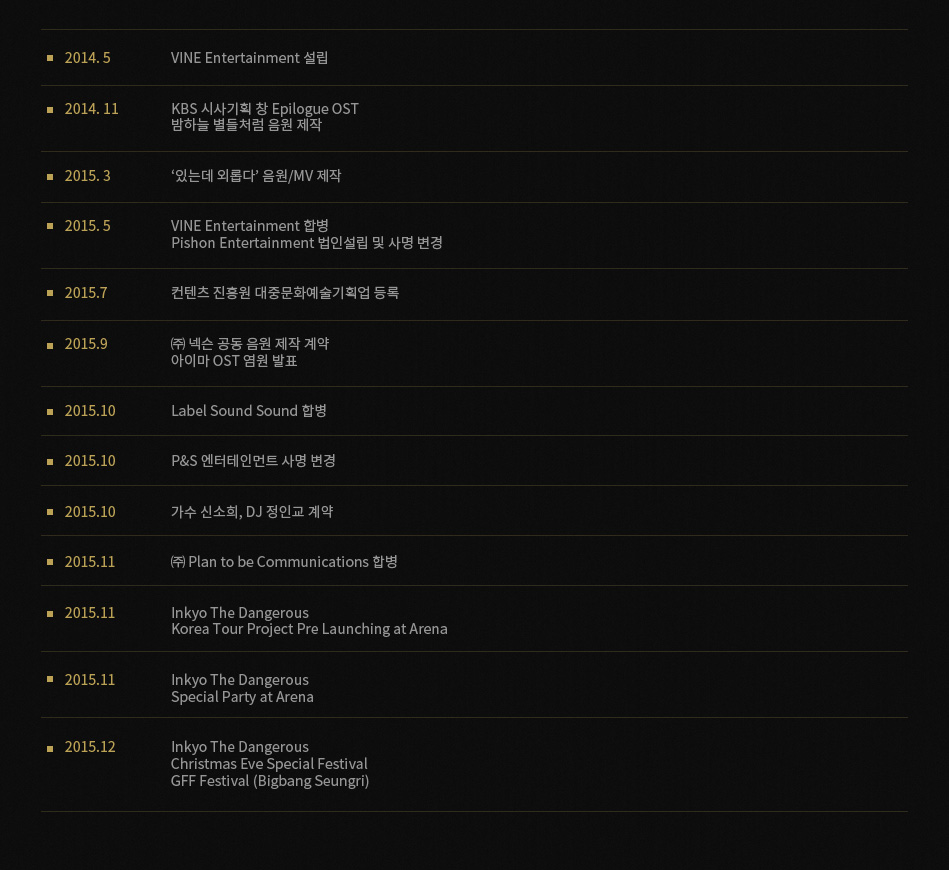 2014. 5 VINE Entertainment 설립
2014. 11 KBS 시사기획 창 Epilogue OST
밤하늘 별들처럼 음원 제작
2015. 3 ‘있는데 외롭다’ 음원/MV 제작
2015. 5 VINE Entertainment 합병
Pishon Entertainment 법인설립 및 사명 변경
2015.7 컨텐츠 진흥원 대중문화예술기획업 등록
2015.9 ㈜ 넥슨 공동 음원 제작 계약
아이마 OST 염원 발표
2015.10 Label Sound Sound 합병
2015.10 P&S 엔터테인먼트 사명 변경
2015.10 가수 신소희, DJ 정인교 계약
2015.11 ㈜ Plan to be Communications 합병
2015.11 Inkyo The Dangerous
Korea Tour Project Pre Launching at Arena
2015.11 Inkyo The Dangerous
Special Party at Arena
2015.12 Inkyo The Dangerous
Christmas Eve Special Festival
GFF Festival (Bigbang Seungri)